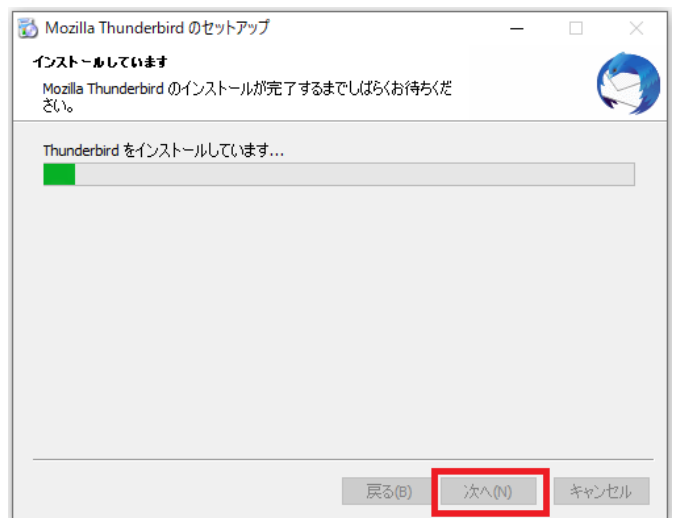 Mozilla Thunderbird のセットアップ
インストールしています
Mozilla Thunderbird のインストールが完了するまでしばらくお待ちくだ
さい。
Thunderbird をインストールしています...
戻る(B) 次へ(N) キャンセル